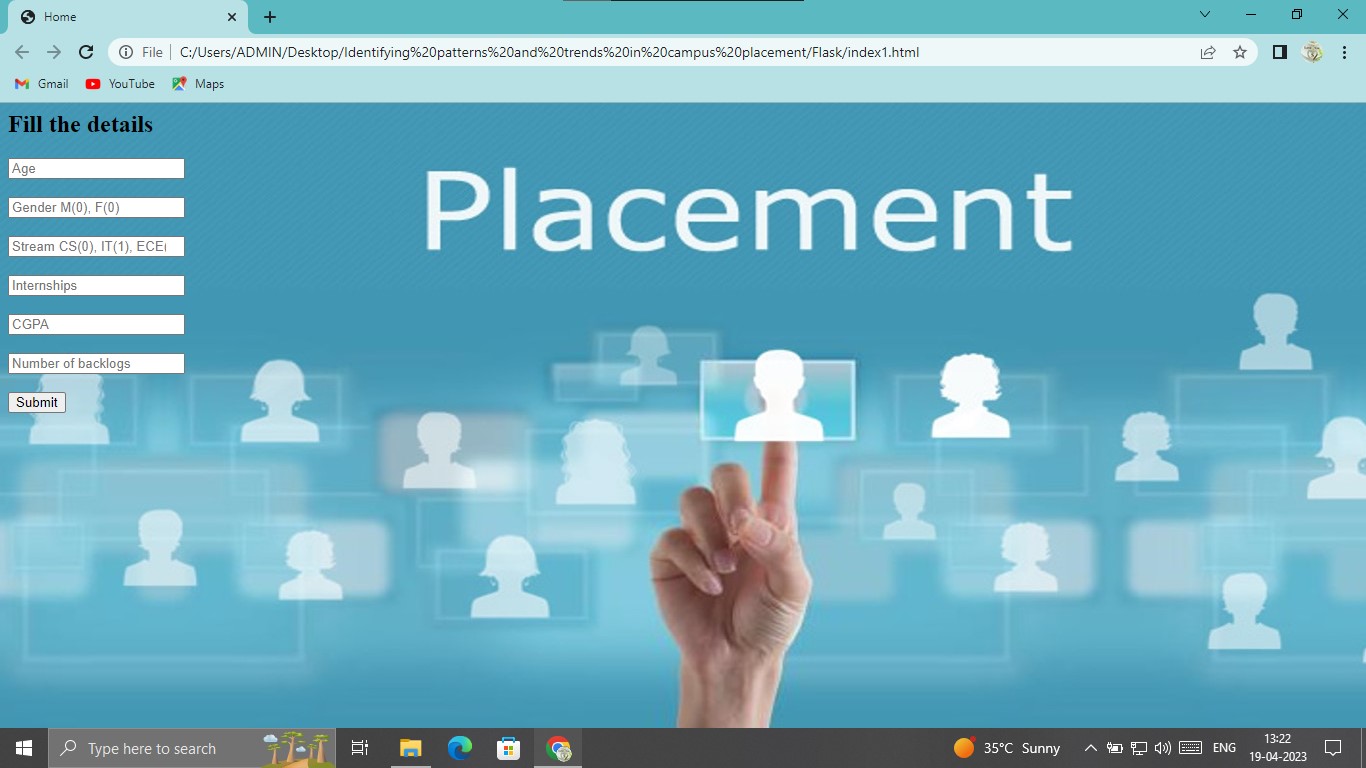 Home
File
C:/Users/ADMIN/Desktop/Identifying%20patterns%20and%20trends%20in%20campus%20placement/Flask/index1.html
Gmail YouTube Maps
Fill the details
Placement
Age
Gender M(0), F(0)
Stream CS(0), IT(1), ECE(
Internships
CGPA
Number of backlogs
Submit
Type here to search
35°C Sunny
ENG
13:22
19-04-2023